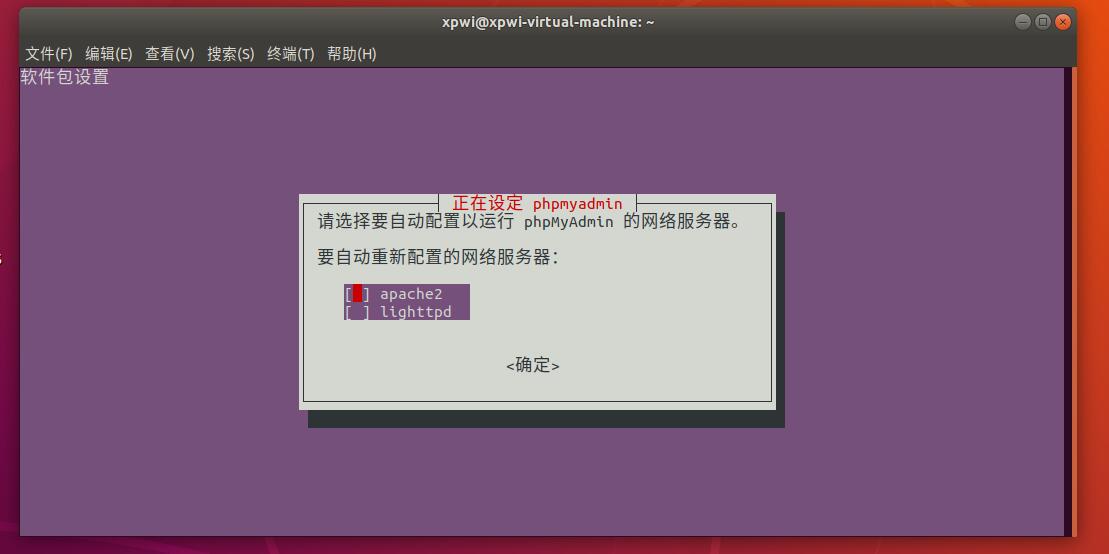 xpwi@xpwi-virtual-machine: ~
文件(F) 编辑(E) 查看(V) 搜索(S) 终端(T) 帮助(H)
软件包设置
正在设定 phpmyadmin
请选择要自动配置以运行 phpMyAdmin 的网络服务器。
要自动重新配置的网络服务器：
[ ] apache2
[ ] lighttpd
<确定>